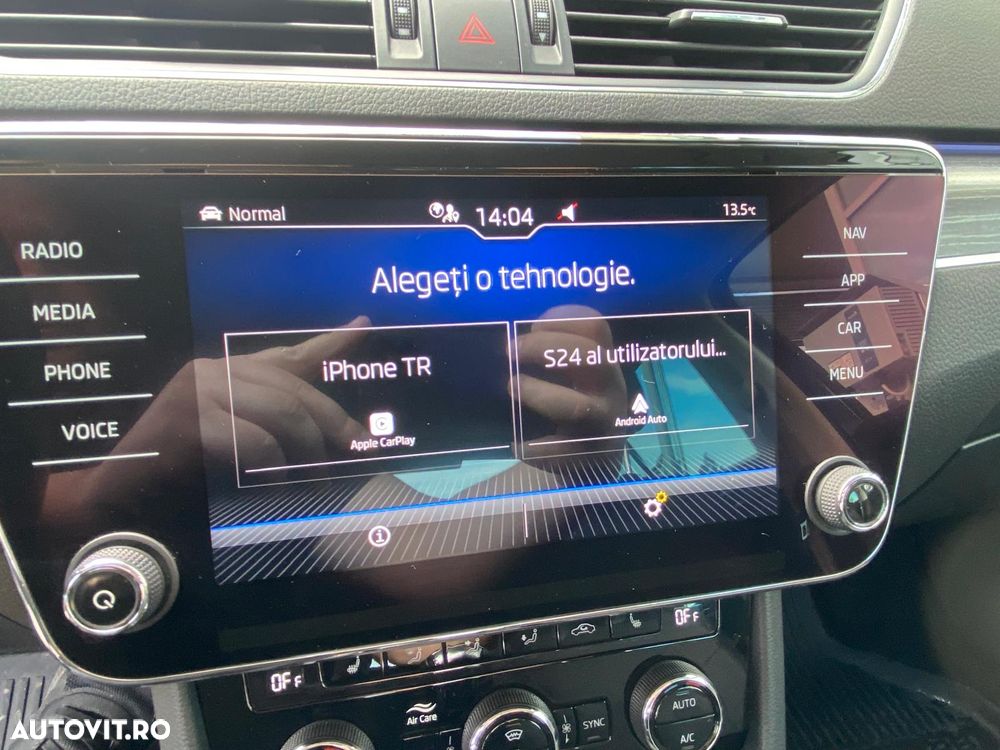 Normal
14:04
13.5°C
Alegeți o tehnologie.
iPhone TR
Apple CarPlay
S24 al utilizatorului...
Android Auto
RADIO
MEDIA
PHONE
VOICE
NAV
APP
CAR
MENU
OFF
OFF
Air Care
SYNC
AUTO
A/C
AUTOVIT.RO